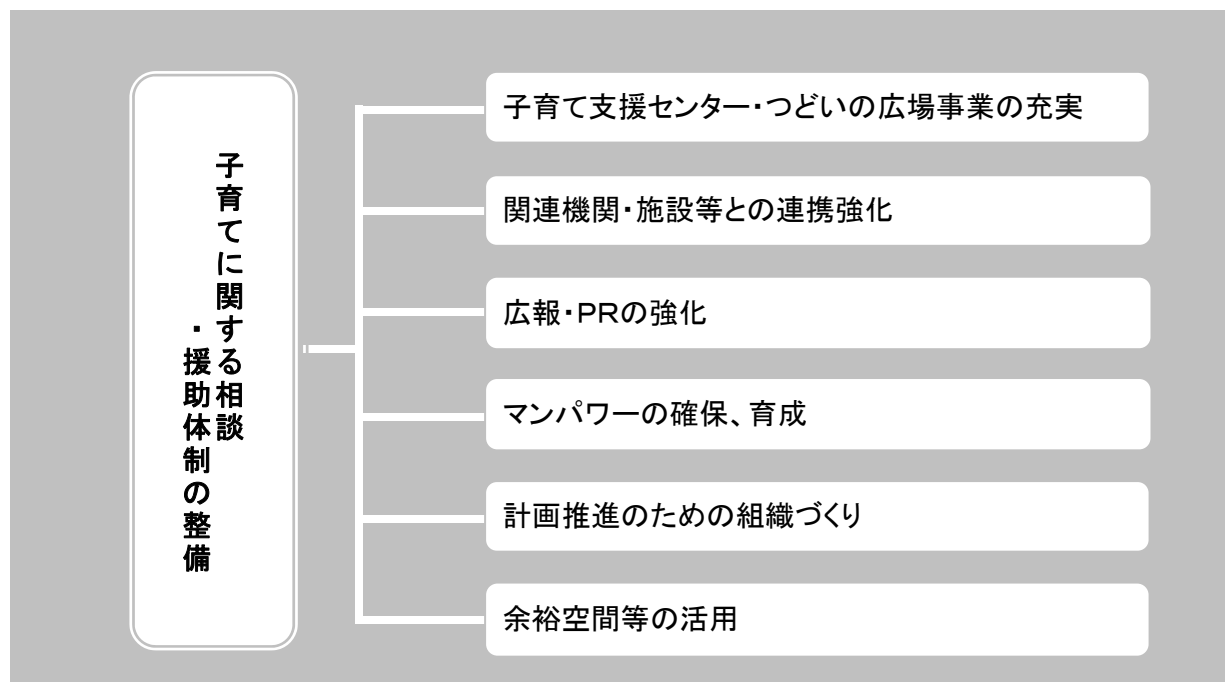 子育てに関する相談
・援助体制の整備
子育て支援センター・つどいの広場事業の充実
関連機関・施設等との連携強化
広報・PRの強化
マンパワーの確保、育成
計画推進のための組織づくり
余裕空間等の活用